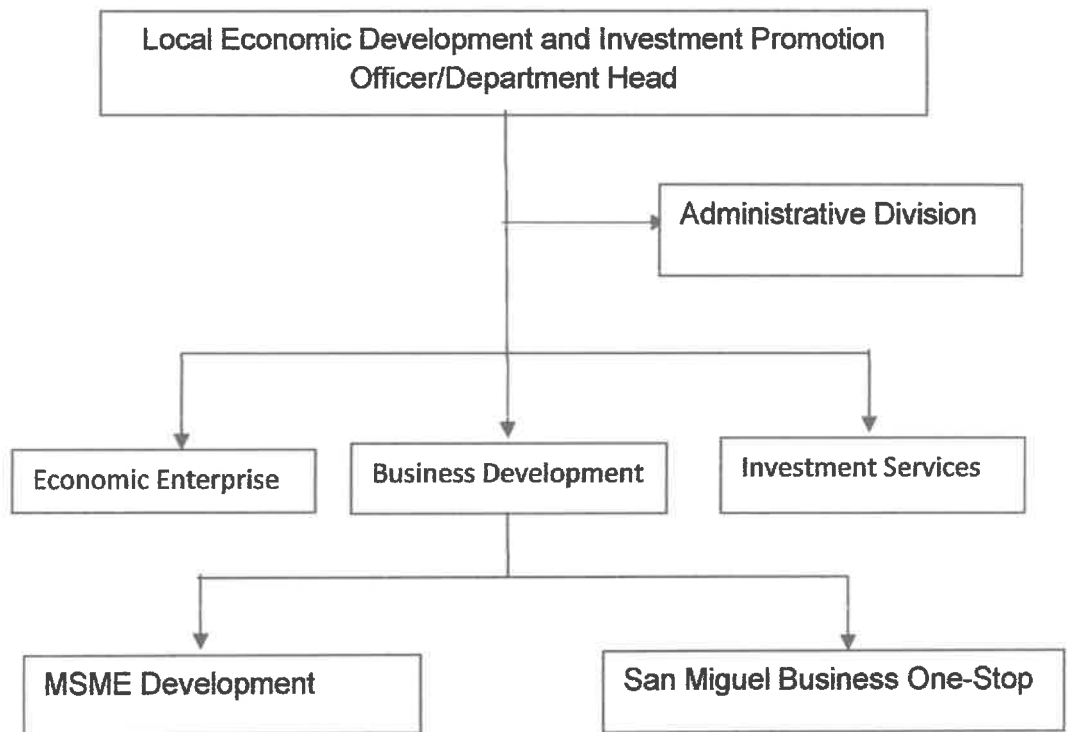 Local Economic Development and Investment Promotion
Officer/Department Head
Administrative Division
Economic Enterprise
Business Development
Investment Services
MSME Development
San Miguel Business One-Stop